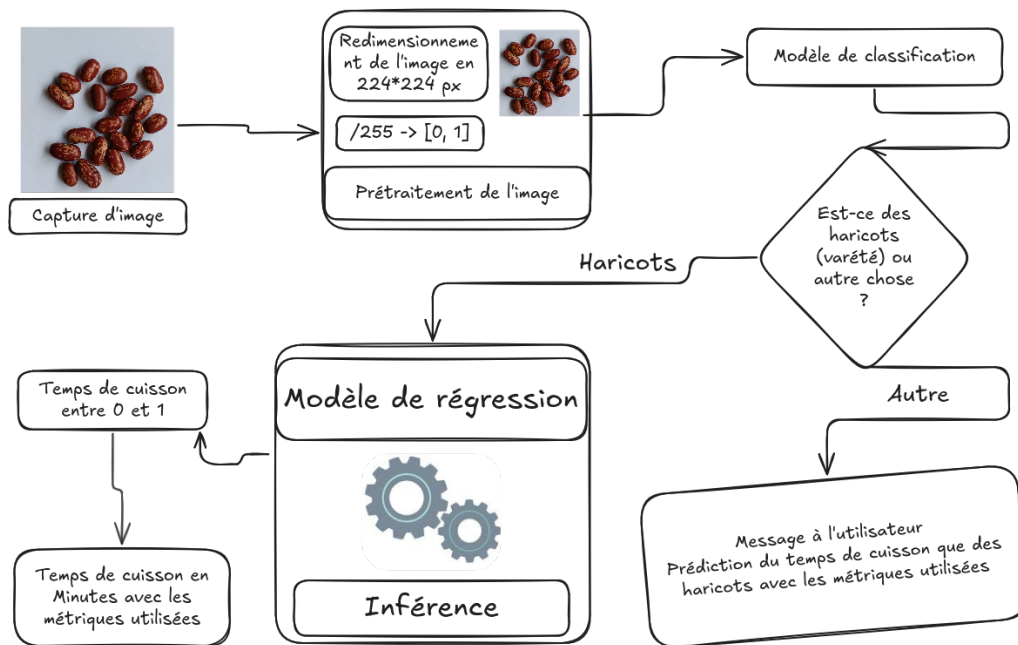 Capture d'image
Redimensionneme
nt de l'image en
224*224 px
/255 -> [0, 1]
Prétraitement de l'image
Modèle de classification
Est-ce des
haricots
(varété) ou
autre chose
?
Haricots
Autre
Modèle de régression
Inférence
Temps de cuisson
entre 0 et 1
Temps de cuisson en
Minutes avec les
métriques utilisées
Message à l'utilisateur
Prédiction du temps de cuisson que des
haricots avec les métriques utilisées